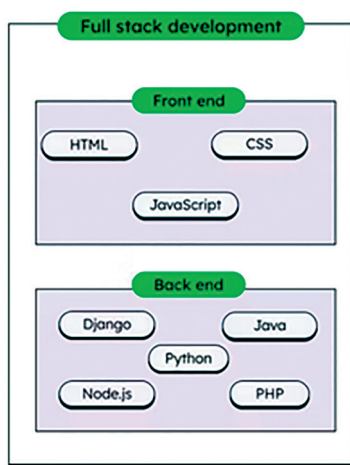 Full stack development
Front end
HTML
CSS
JavaScript
Back end
Django
Java
Python
Node.js
PHP